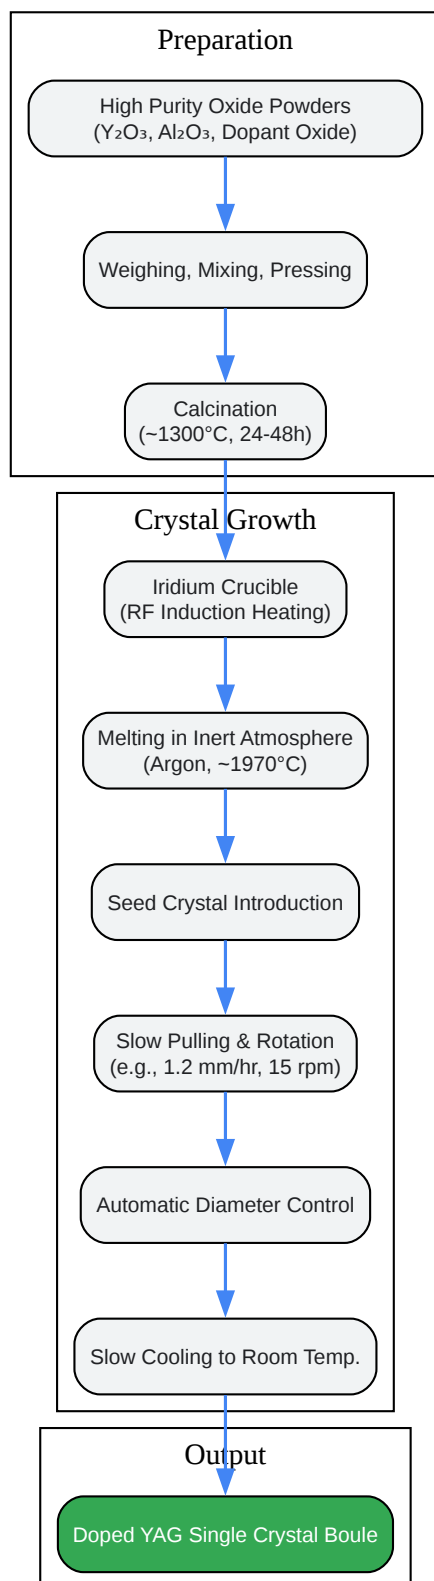 Preparation
High Purity Oxide Powders
(Y₂O₃, Al₂O₃, Dopant Oxide)
Weighing, Mixing, Pressing
Calcination
(~1300°C, 24-48h)
Crystal Growth
Iridium Crucible
(RF Induction Heating)
Melting in Inert Atmosphere
(Argon, ~1970°C)
Seed Crystal Introduction
Slow Pulling & Rotation
(e.g., 1.2 mm/hr, 15 rpm)
Automatic Diameter Control
Slow Cooling to Room Temp.
Output
Doped YAG Single Crystal Boule